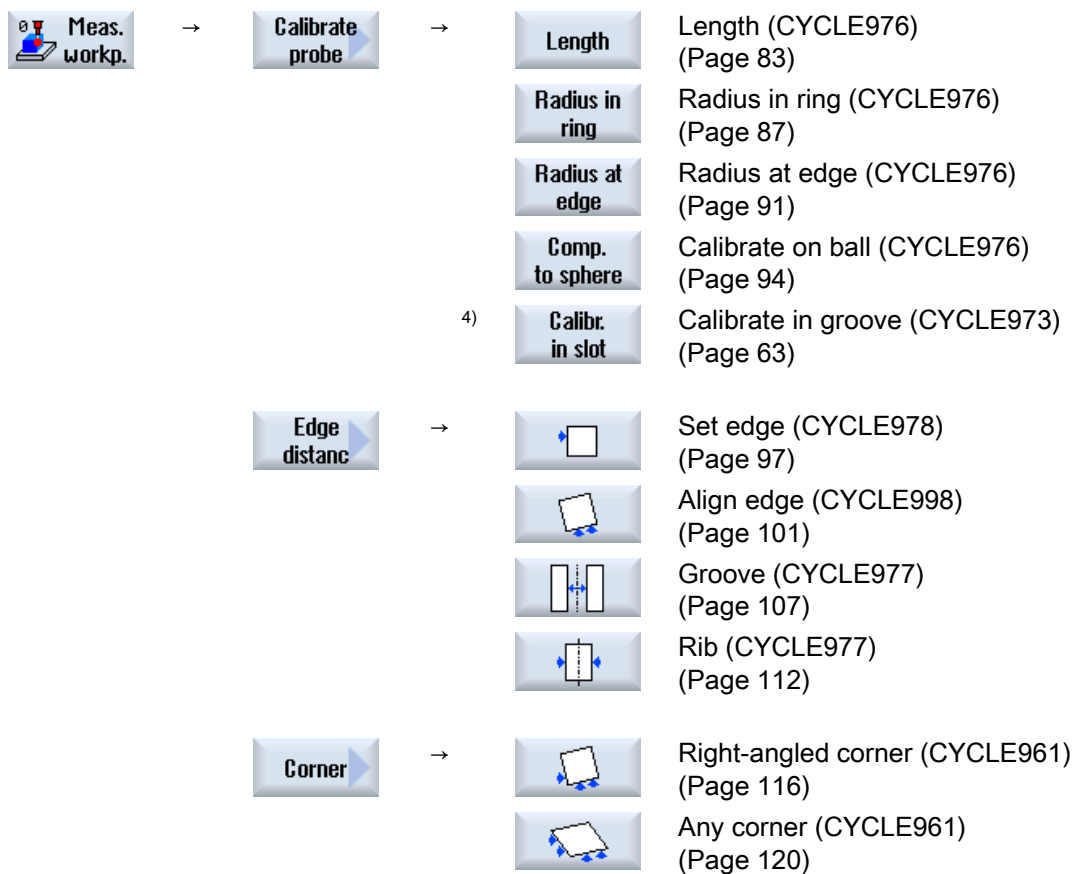 Meas. workp. → Calibrate probe → Length Length (CYCLE976)
(Page 83)
Radius in ring Radius in ring (CYCLE976)
(Page 87)
Radius at edge Radius at edge (CYCLE976)
(Page 91)
Comp. to sphere Calibrate on ball (CYCLE976)
(Page 94)
4) Calibr. in slot Calibrate in groove (CYCLE973)
(Page 63)
Edge distanc → Set edge (CYCLE978)
(Page 97)
Align edge (CYCLE998)
(Page 101)
Groove (CYCLE977)
(Page 107)
Rib (CYCLE977)
(Page 112)
Corner → Right-angled corner (CYCLE961)
(Page 116)
Any corner (CYCLE961)
(Page 120)